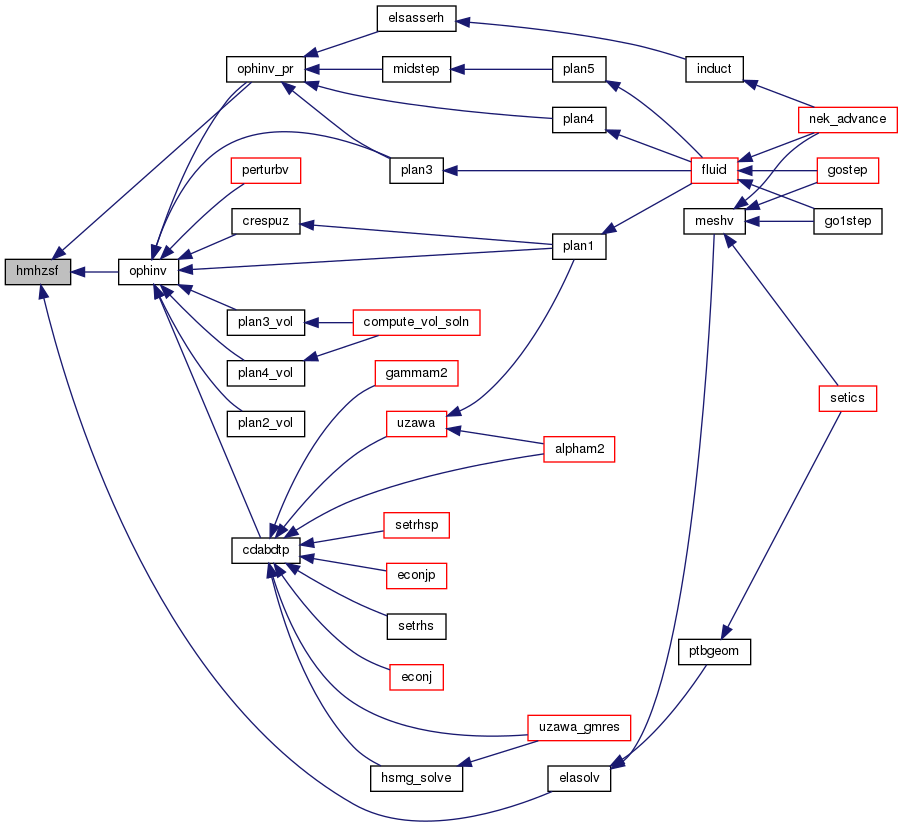 elsasserh
ophinv_pr
midstep
plan5
induct
plan4
nek_advance
perturbv
plan3
fluid
gostep
crespuz
meshv
go1step
plan1
hmhzsf
ophinv
plan3_vol
compute_vol_soln
plan4_vol
gammam2
setics
plan2_vol
uzawa
alpham2
setrhsp
cdabdtp
econjp
setrhs
ptbgeom
econj
uzawa_gmres
hsmg_solve
elasolv